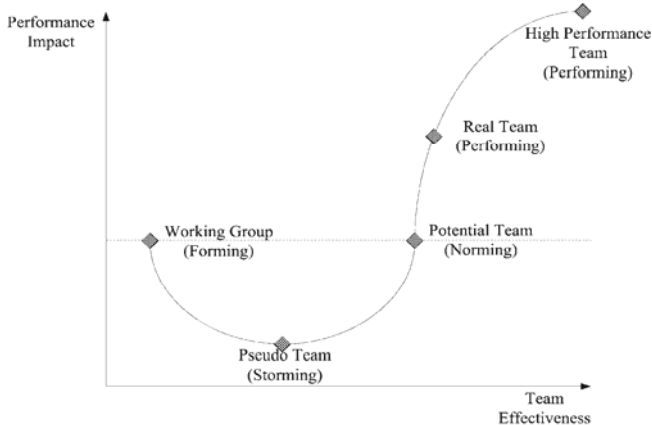 Performance
Impact
High Performance
Team
(Performing)
Real Team
(Performing)
Working Group
(Forming)
Potential Team
(Norming)
Pseudo Team
(Storming)
Team
Effectiveness